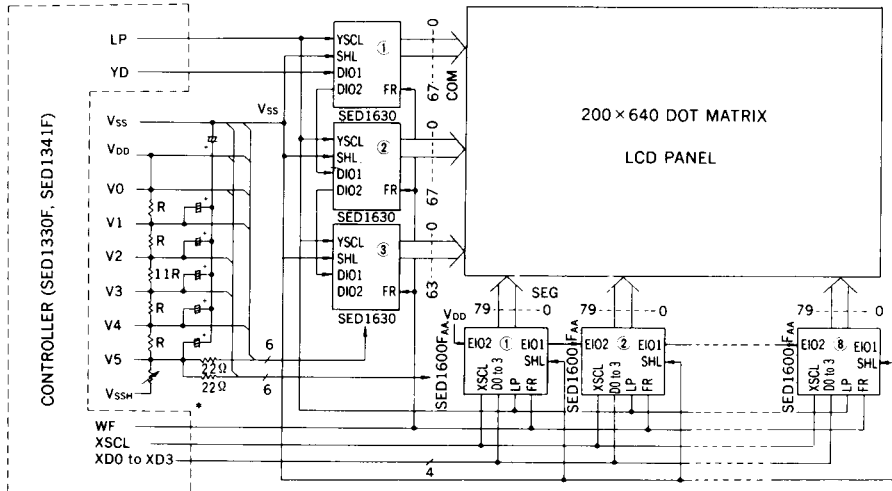 CONTROLLER (SED1330F, SED1341F)
LP
YD
VSS
VDD
V0
V1
V2
V3
V4
V5
VSSH
WF
XSCL
XD0 to XD3
R
R
11R
R
R
22Ω
22Ω
*
6
6
4
VSS
YSCL
SHL
DIO1
DIO2
FR
①
SED1630
YSCL
SHL
DIO1
DIO2
FR
②
SED1630
YSCL
SHL
DIO1
DIO2
FR
③
SED1630
67------0
COM
67------0
63------0
200 × 640 DOT MATRIX
LCD PANEL
SEG
79------0
79------0
79------0
VDD
EIO2
①
EIO1
SHL
SED1600FAA
XSCL
D0 to 3
LP
FR
EIO2
②
EIO1
SHL
SED1600FAA
XSCL
D0 to 3
LP
FR
EIO2
⑧
EIO1
SHL
SED1600FAA
XSCL
D0 to 3
LP
FR